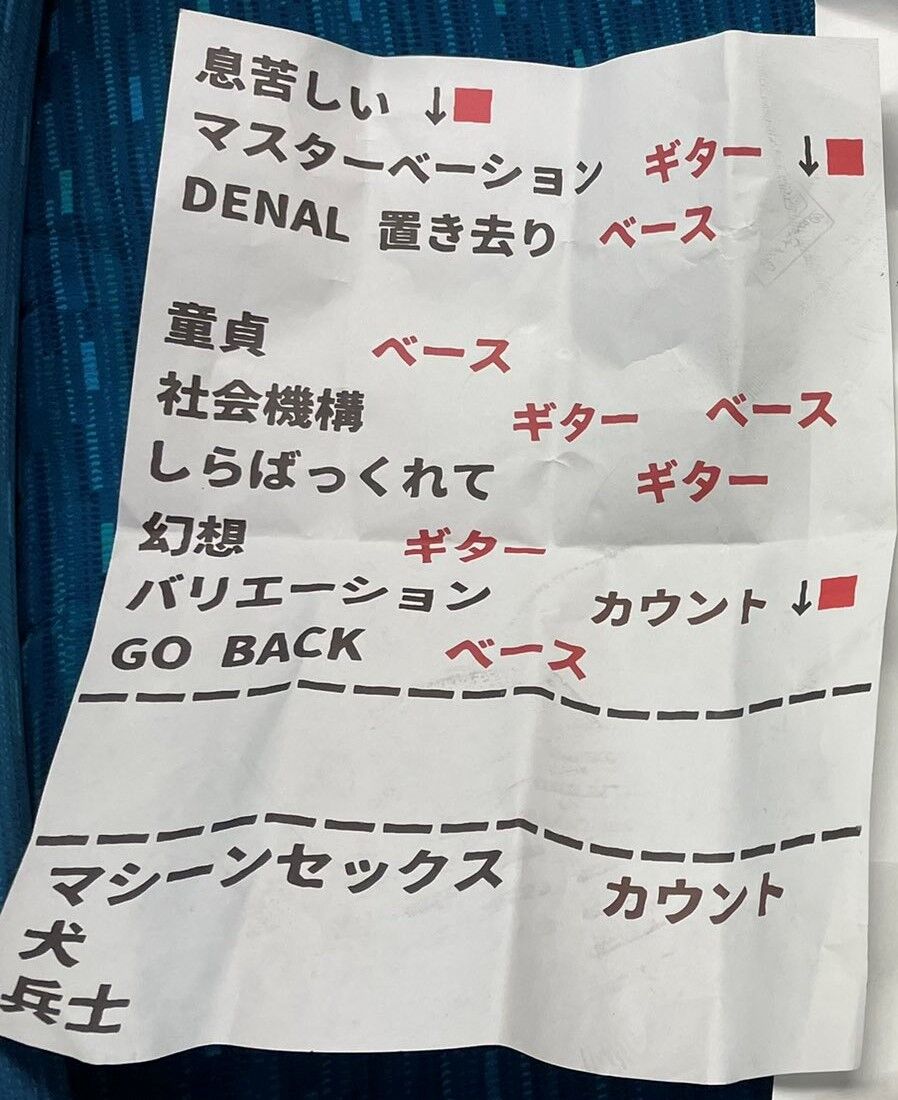 息苦しい ↓■
マスターベーション ギター ↓■
DENAL 置き去り ベース
童貞 ベース
社会機構 ギター ベース
しらばっくれて ギター
幻想 ギター
バリエーション カウント ↓■
GO BACK ベース
マシーンセックス カウント
犬
兵士